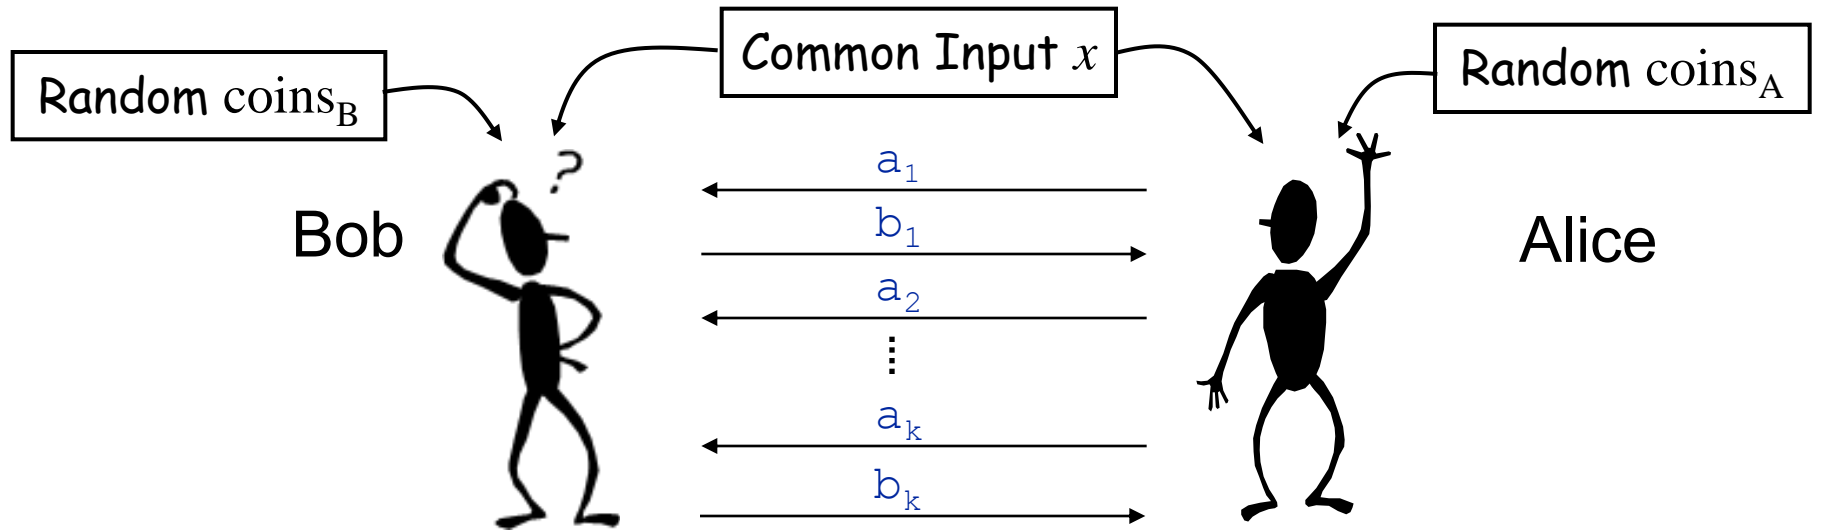 Common Input x
Random coins_B
Random coins_A
?
a_1
Bob
b_1
Alice
a_2
a_k
b_k